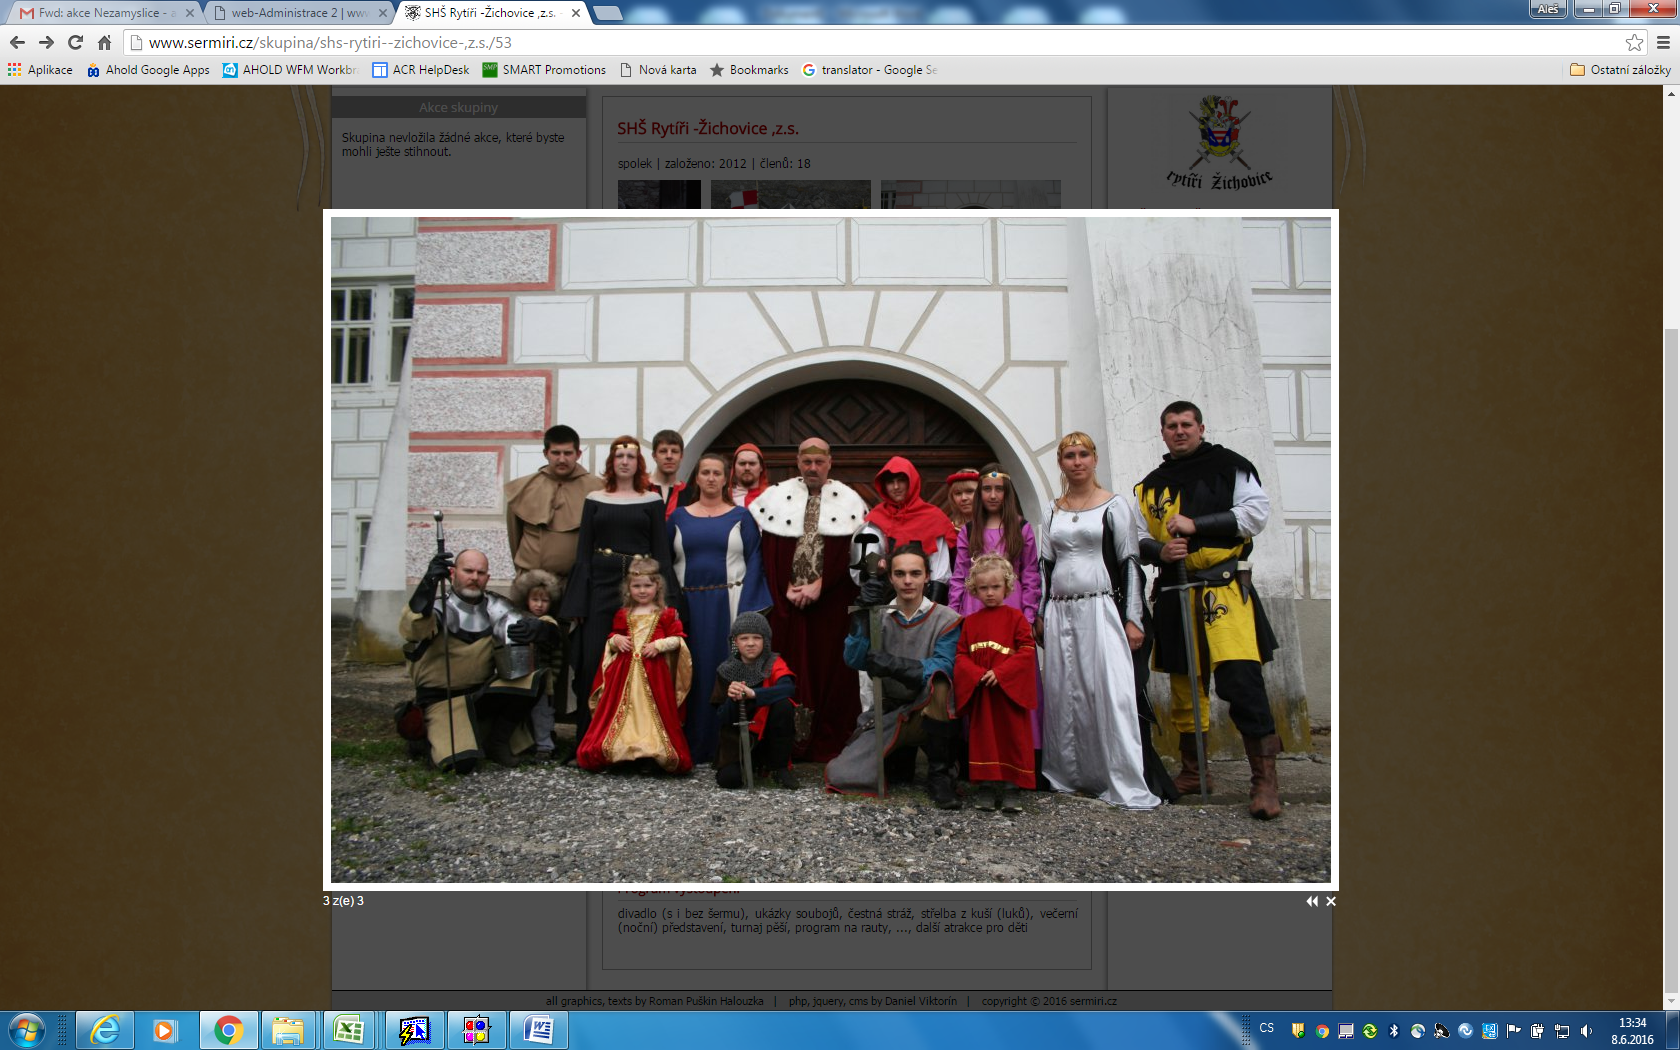 Fwd: akce Nezamyslice - a
web-Administrace 2 | www
SHŠ Rytíři -Žichovice ,z.s.
Aleš
www.sermiri.cz/skupina/shs-rytiri--zichovice-,z.s./53
Aplikace
Ahold Google Apps
AHOLD WFM Workbr
ACR HelpDesk
SMART Promotions
Nová karta
Bookmarks
translator - Google Se
Ostatní záložky
Akce skupiny
Skupina nevložila žádné akce, které byste
mohli ješte stihnout.
SHŠ Rytíři -Žichovice ,z.s.
spolek | založeno: 2012 | členů: 18
rytíři Žichovice
3 z(e) 3
Program vystoupení
divadlo (s i bez šermu), ukázky soubojů, čestná stráž, střelba z kuší (luků), večerní
(noční) představení, turnaj pěší, program na rauty, ..., další atrakce pro děti
all graphics, texts by Roman Puškin Halouzka | php, jquery, cms by Daniel Viktorín | copyright © 2016 sermiri.cz
CS
13:34
8.6.2016